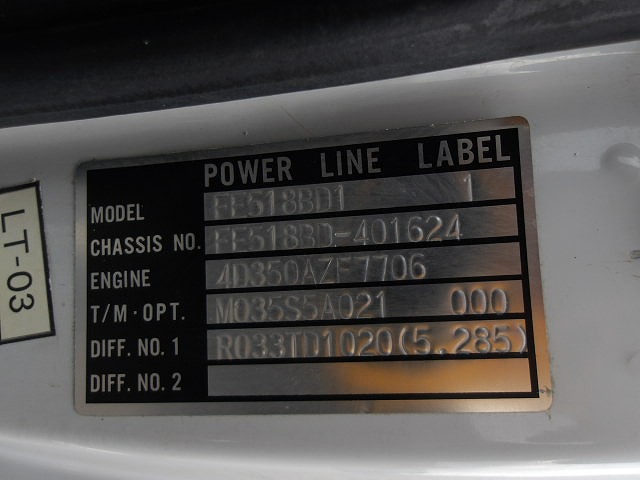 POWER LINE LABEL
MODEL FE518BD1 1
CHASSIS NO. FE518BD-401624
ENGINE 4D350AZF7706
T/M·OPT. M035S5A021 000
DIFF. NO. 1 R033TD1020(5.285)
DIFF. NO. 2
LT-03